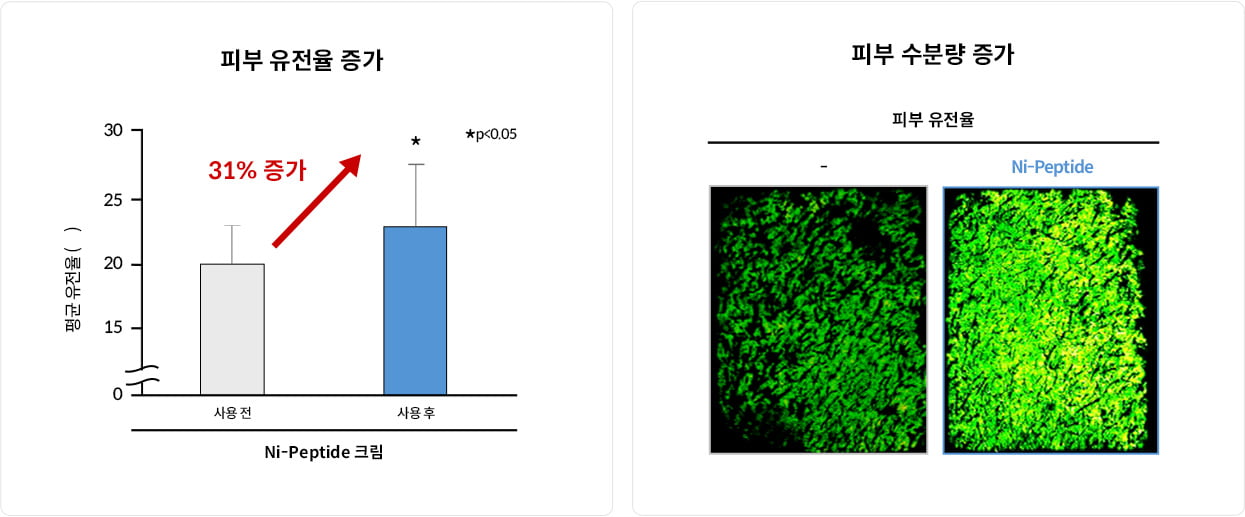 피부 유전율 증가
30
25
20
15
0
평균 유전율 ( )
31% 증가
*
*p<0.05
사용 전
사용 후
Ni-Peptide 크림
피부 수분량 증가
피부 유전율
-
Ni-Peptide